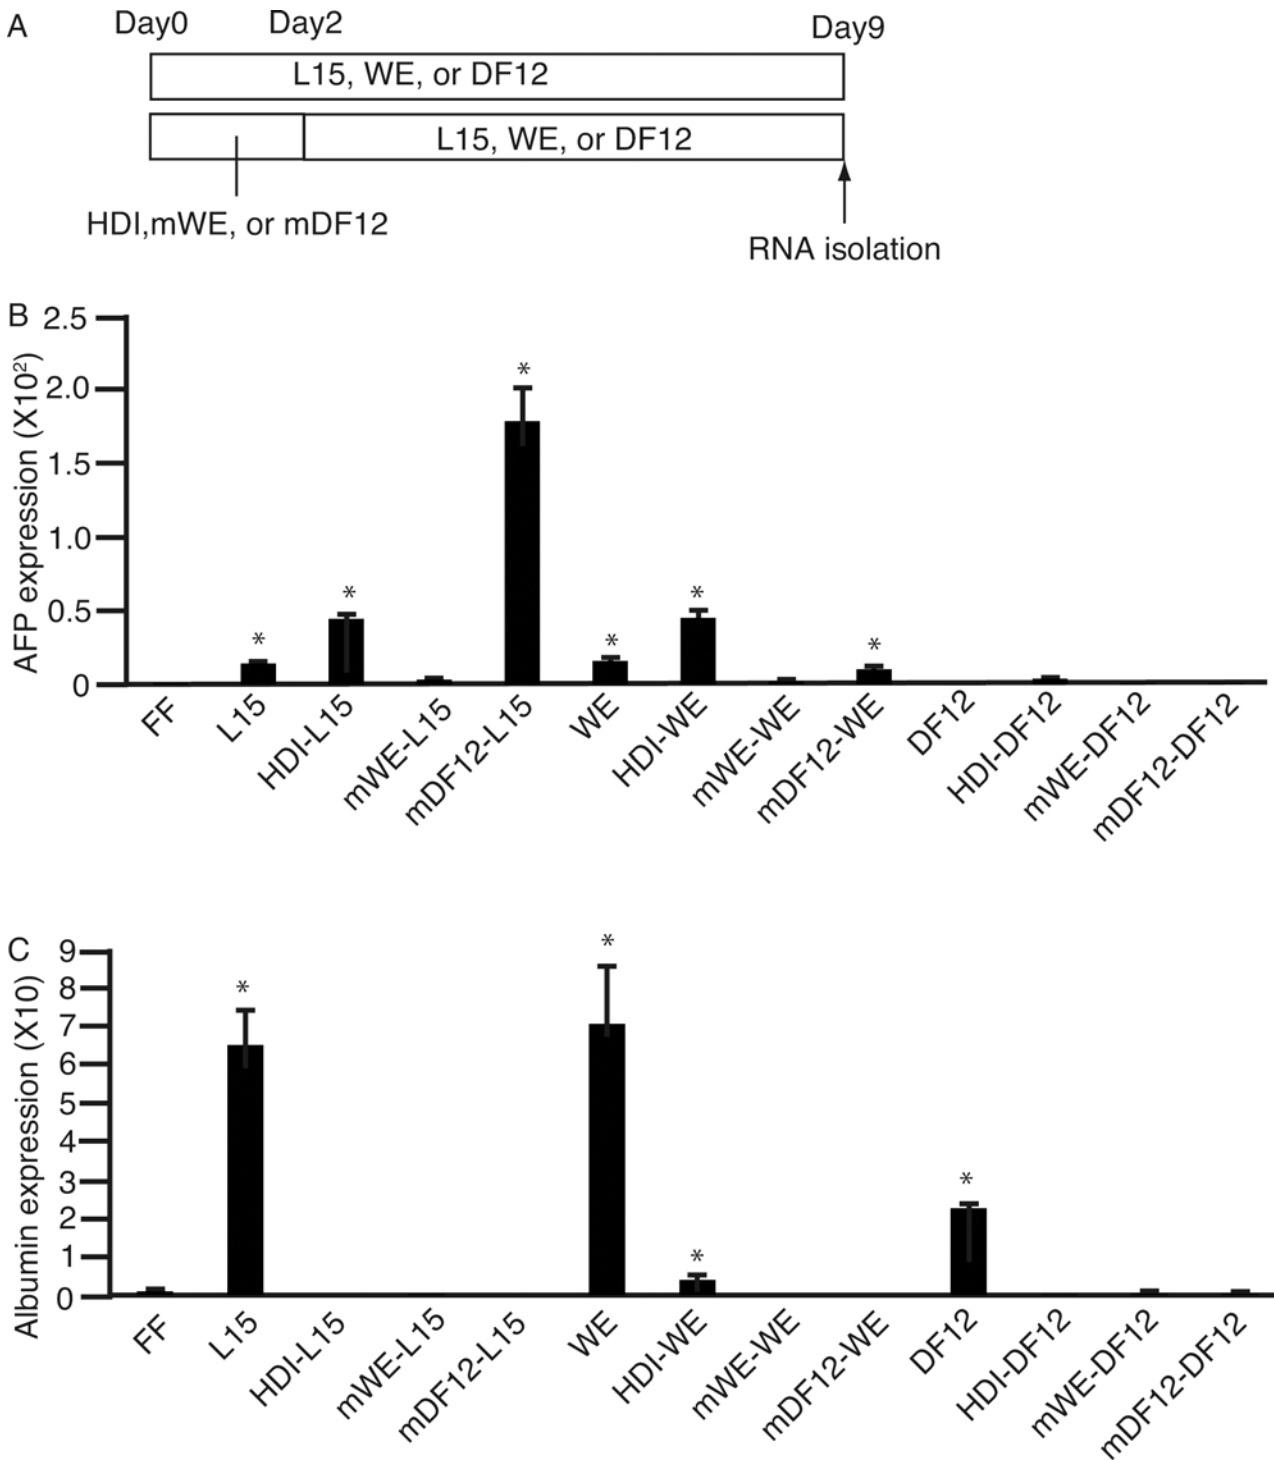 A
Day0 Day2 Day9
L15, WE, or DF12
L15, WE, or DF12
HDI,mWE, or mDF12
RNA isolation
B
AFP expression (X10²)
2.5
2.0
1.5
1.0
0.5
0
*
*
*
*
*
*
FF
L15
HDI-L15
mWE-L15
mDF12-L15
WE
HDI-WE
mWE-WE
mDF12-WE
DF12
HDI-DF12
mWE-DF12
mDF12-DF12
C
Albumin expression (X10)
9
8
7
6
5
4
3
2
1
0
*
*
*
*
FF
L15
HDI-L15
mWE-L15
mDF12-L15
WE
HDI-WE
mWE-WE
mDF12-WE
DF12
HDI-DF12
mWE-DF12
mDF12-DF12